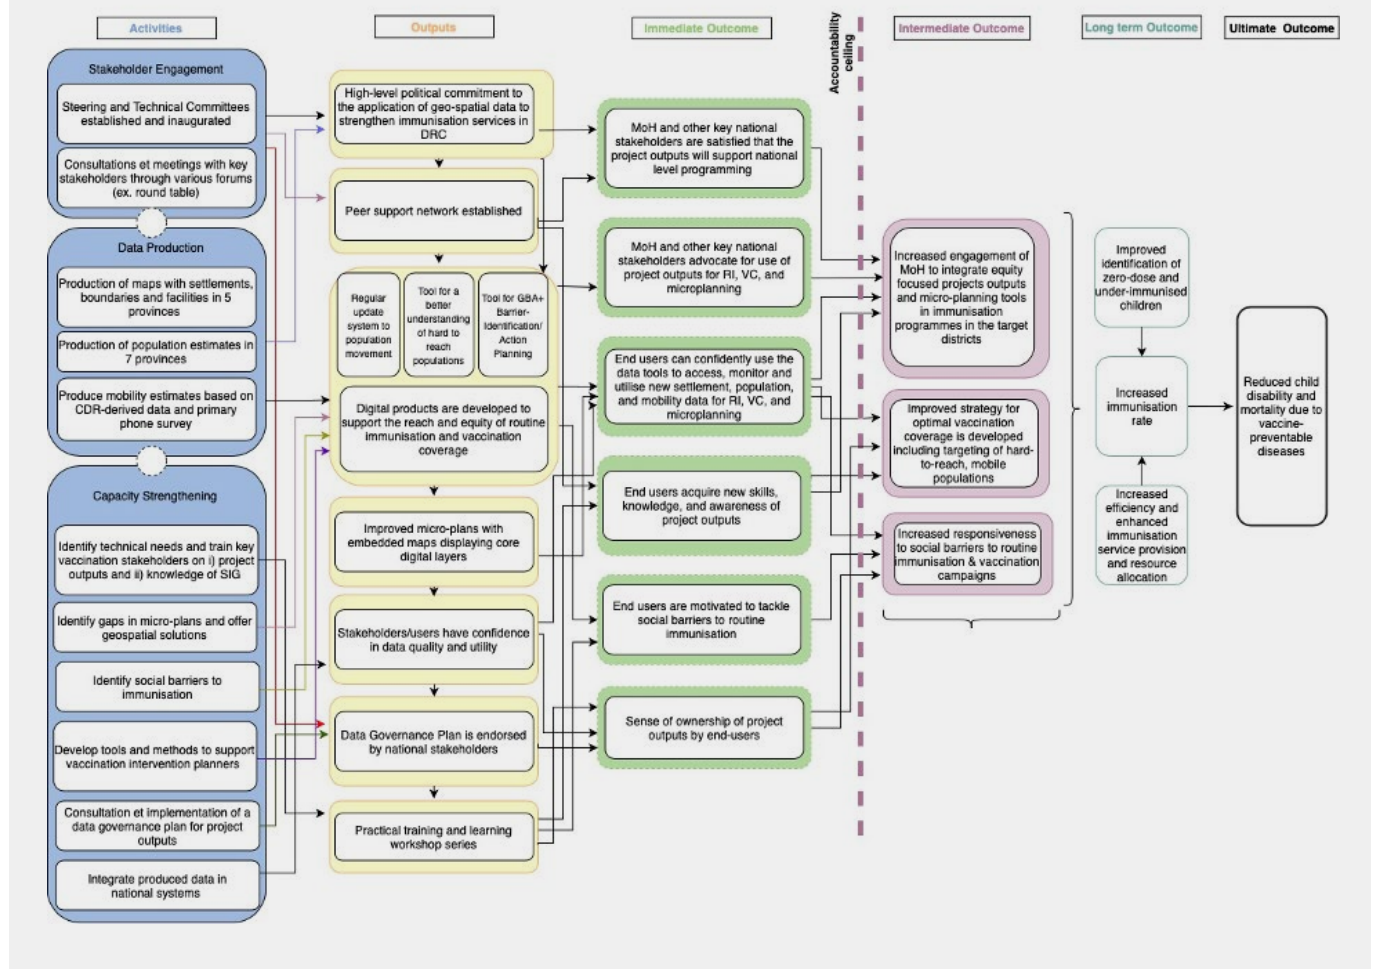 Activities
Outputs
Immediate Outcome
Accountability
ceiling
Intermediate Outcome
Long term Outcome
Ultimate Outcome
Stakeholder Engagement
Steering and Technical Committees
established and inaugurated
Consultations et meetings with key
stakeholders through various forums
(ex. round table)
Data Production
Production of maps with settlements,
boundaries and facilities in 5
provinces
Production of population estimates in
7 provinces
Produce mobility estimates based on
CDR-derived data and primary
phone survey
Capacity Strengthening
Identify technical needs and train key
vaccination stakeholders on i) project
outputs and ii) knowledge of SIG
Identify gaps in micro-plans and offer
geospatial solutions
Identify social barriers to
immunisation
Develop tools and methods to support
vaccination intervention planners
Consultation et implementation of a
data governance plan for project
outputs
Integrate produced data in
national systems
High-level political commitment to
the application of geo-spatial data to
strengthen immunisation services in
DRC
Peer support network established
Regular
update
system to
population
movement
Tool for a
better
understanding
of hard to
reach
populations
Tool for GBA+
Barrier-
Identification/
Action
Planning
Digital products are developed to
support the reach and equity of routine
immunisation and vaccination
coverage
Improved micro-plans with
embedded maps displaying core
digital layers
Stakeholders/users have confidence
in data quality and utility
Data Governance Plan is endorsed
by national stakeholders
Practical training and learning
workshop series
MoH and other key national
stakeholders are satisfied that the
project outputs will support national
level programming
MoH and other key national
stakeholders advocate for use of
project outputs for RI, VC, and
microplanning
End users can confidently use the
data tools to access, monitor and
utilise new settlement, population,
and mobility data for RI, VC, and
microplanning
End users acquire new skills,
knowledge, and awareness of
project outputs
End users are motivated to tackle
social barriers to routine
immunisation
Sense of ownership of project
outputs by end-users
Increased engagement of
MoH to integrate equity
focused projects outputs
and micro-planning tools
in immunisation
programmes in the target
districts
Improved strategy for
optimal vaccination
coverage is developed
including targeting of hard-
to-reach, mobile
populations
Increased responsiveness
to social barriers to routine
immunisation & vaccination
campaigns
Improved
identification of
zero-dose and
under-immunised
children
Increased
immunisation
rate
Increased
efficiency and
enhanced
immunisation
service provision
and resource
allocation
Reduced child
disability and
mortality due to
vaccine-
preventable
diseases